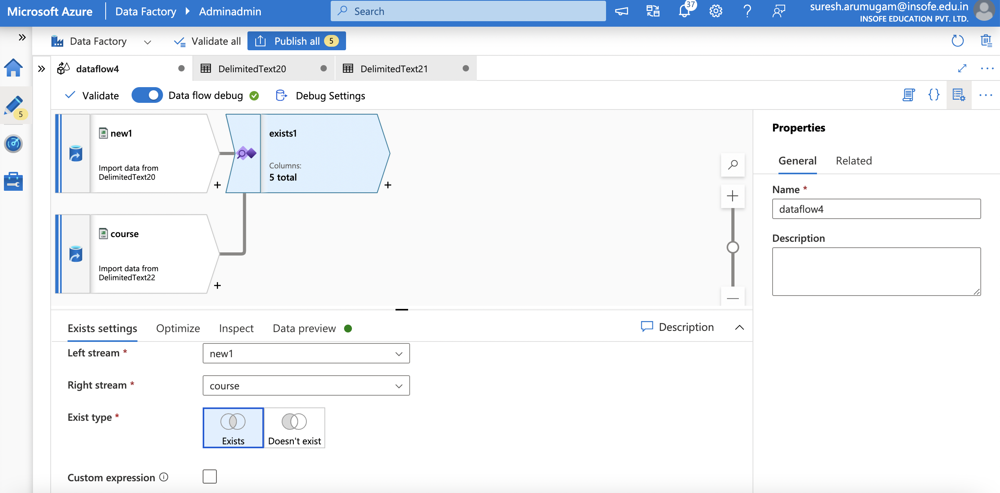 Microsoft Azure
Data Factory
Adminadmin
Search
37
suresh.arumugam@insofe.edu.in
INSOFE EDUCATION PVT. LTD.
Data Factory
Validate all
Publish all 5
dataflow4
DelimitedText20
DelimitedText21
Validate
Data flow debug
Debug Settings
5
CSV new1
Import data from
DelimitedText20
exists1
Columns:
5 total
CSV course
Import data from
DelimitedText22
Properties
General
Related
Name *
dataflow4
Description
Exists settings
Optimize
Inspect
Data preview
Description
Left stream *
new1
Right stream *
course
Exist type *
Exists
Doesn't exist
Custom expression